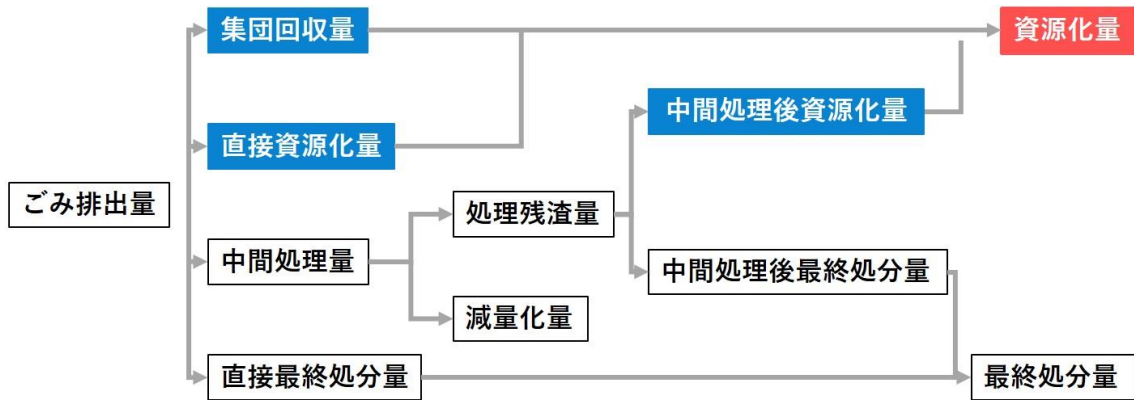 集団回収量
資源化量
中間処理後資源化量
直接資源化量
ごみ排出量
処理残渣量
中間処理量
中間処理後最終処分量
減量化量
直接最終処分量
最終処分量